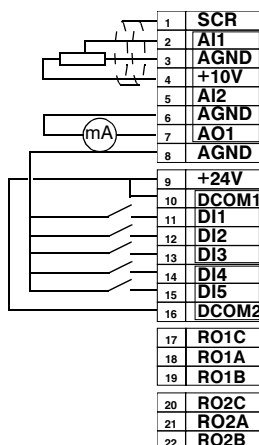 1 SCR
2 AI1
3 AGND
4 +10V
5 AI2
6 AGND
mA
7 AO1
8 AGND
9 +24V
10 DCOM1
11 DI1
12 DI2
13 DI3
14 DI4
15 DI5
16 DCOM2
17 RO1C
18 RO1A
19 RO1B
20 RO2C
21 RO2A
22 RO2B